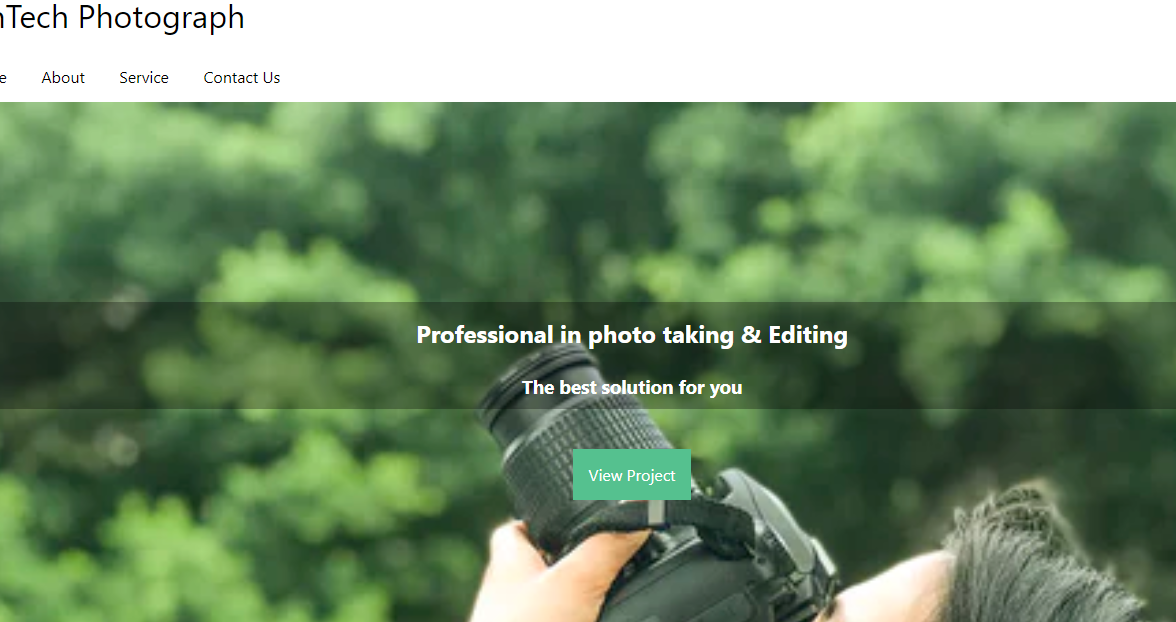 nTech Photograph
e About Service Contact Us
Professional in photo taking & Editing
The best solution for you
View Project